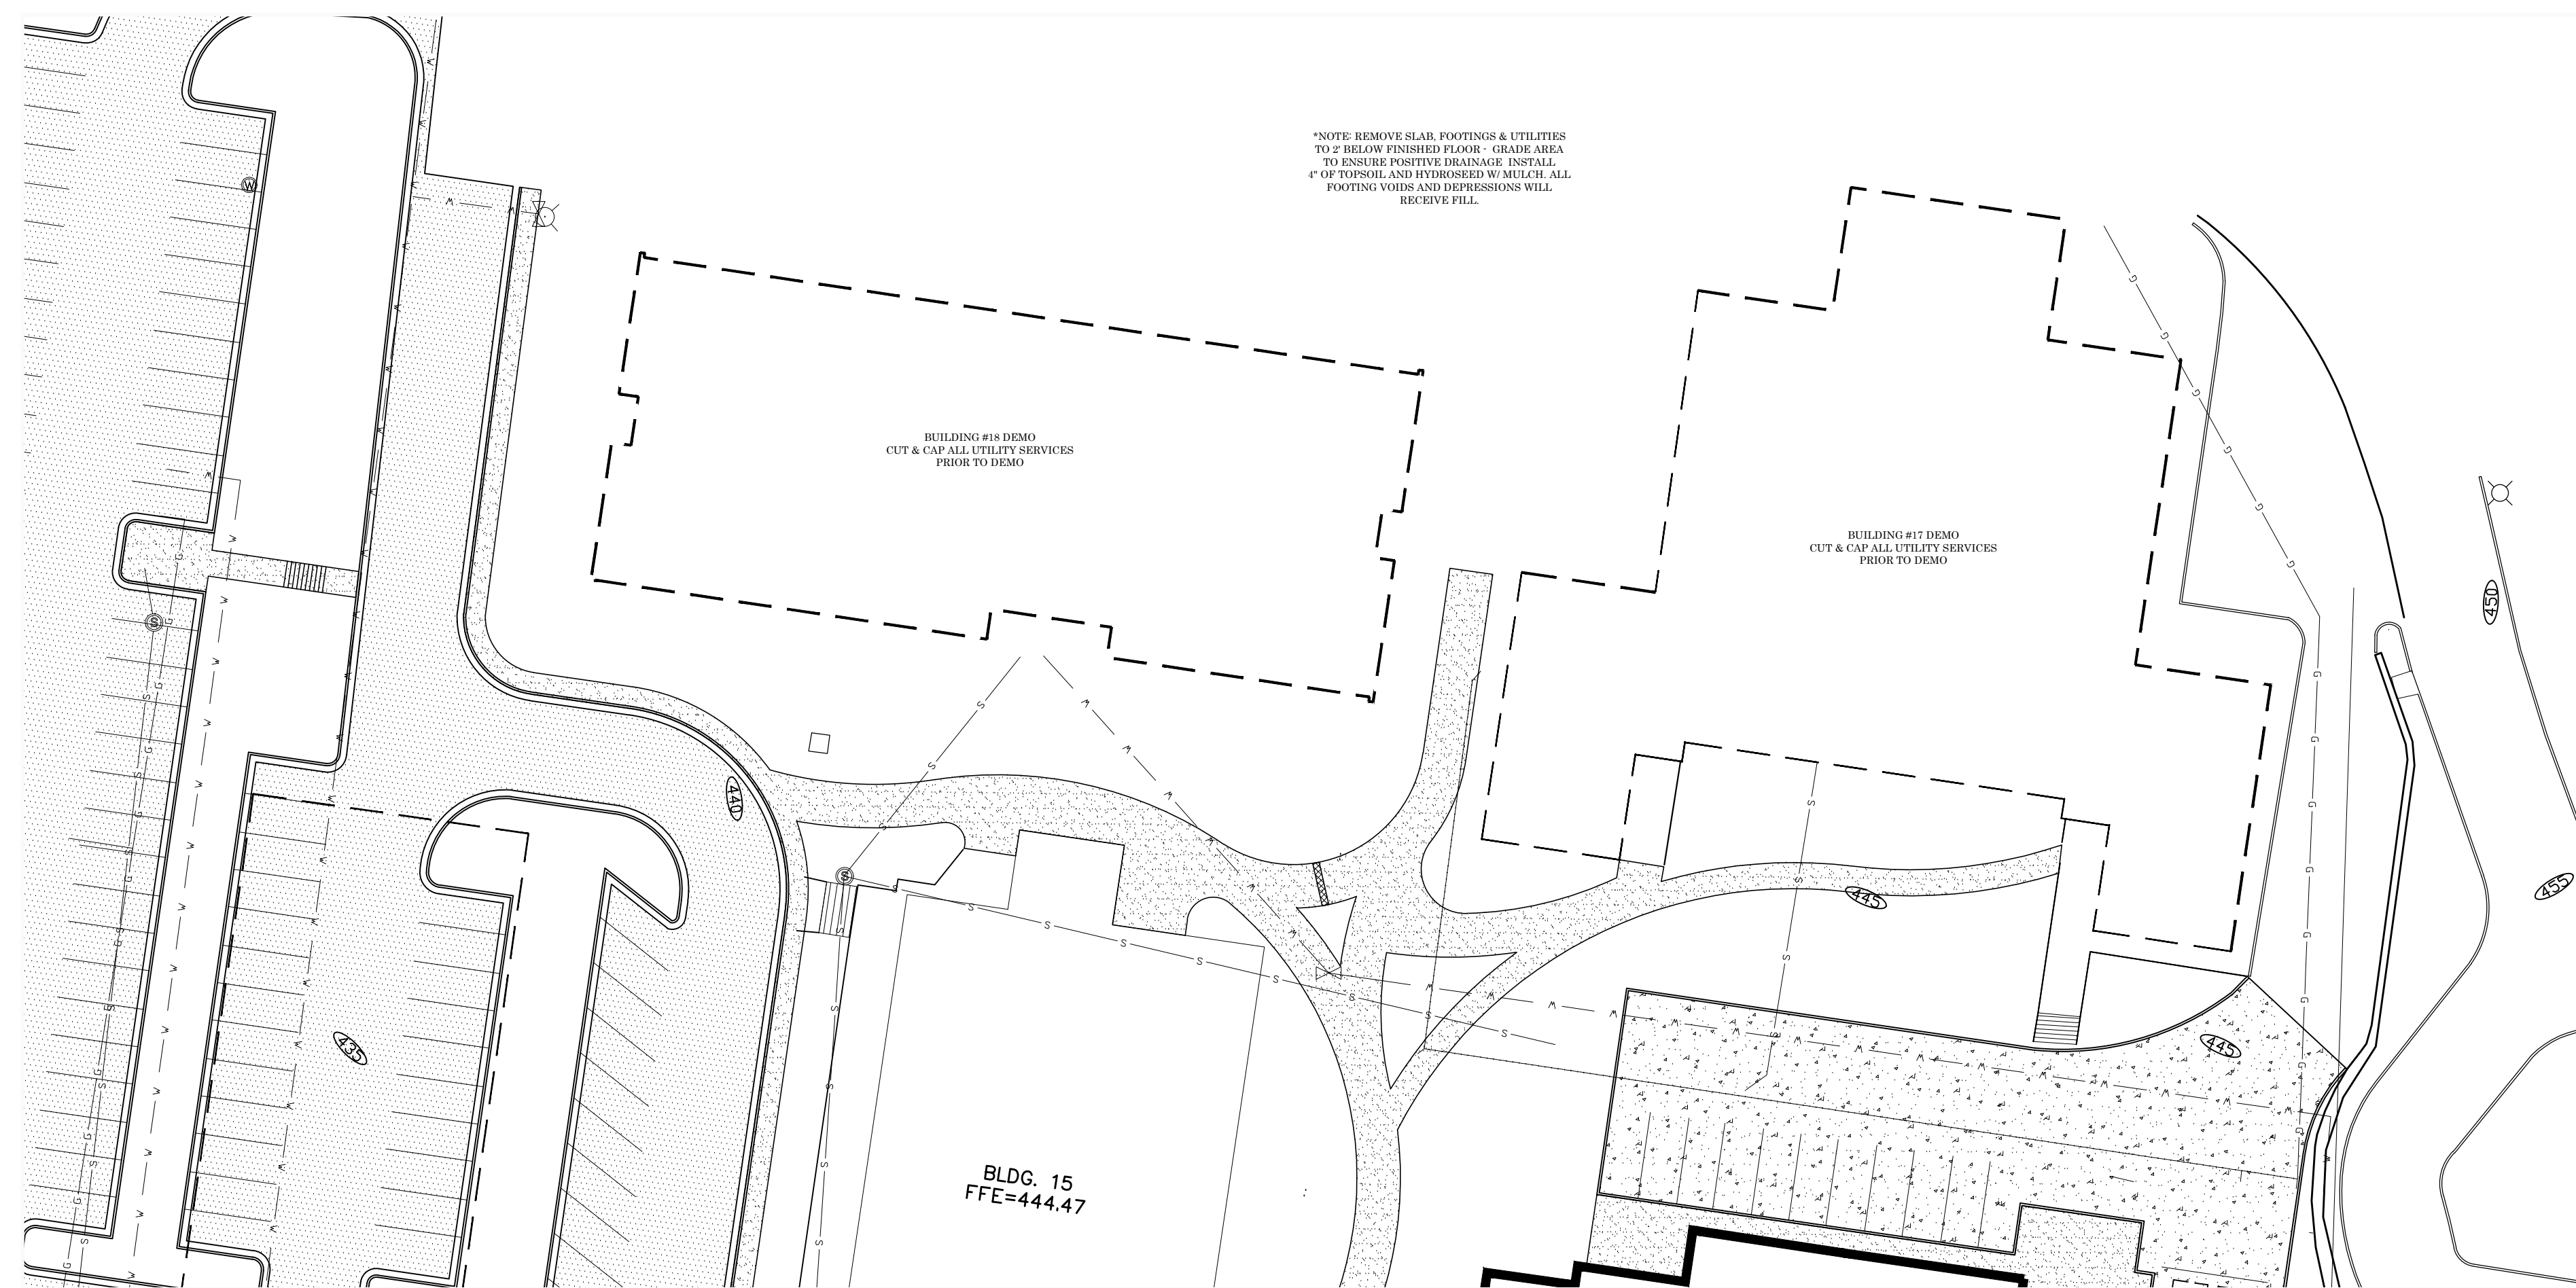 *NOTE: REMOVE SLAB, FOOTINGS & UTILITIES
TO 2' BELOW FINISHED FLOOR - GRADE AREA
TO ENSURE POSITIVE DRAINAGE INSTALL
4" OF TOPSOIL AND HYDROSEED W/ MULCH. ALL
FOOTING VOIDS AND DEPRESSIONS WILL
RECEIVE FILL.
BUILDING #18 DEMO
CUT & CAP ALL UTILITY SERVICES
PRIOR TO DEMO
BUILDING #17 DEMO
CUT & CAP ALL UTILITY SERVICES
PRIOR TO DEMO
450
440
455
445
435
445
BLDG. 15
FFE=444.47